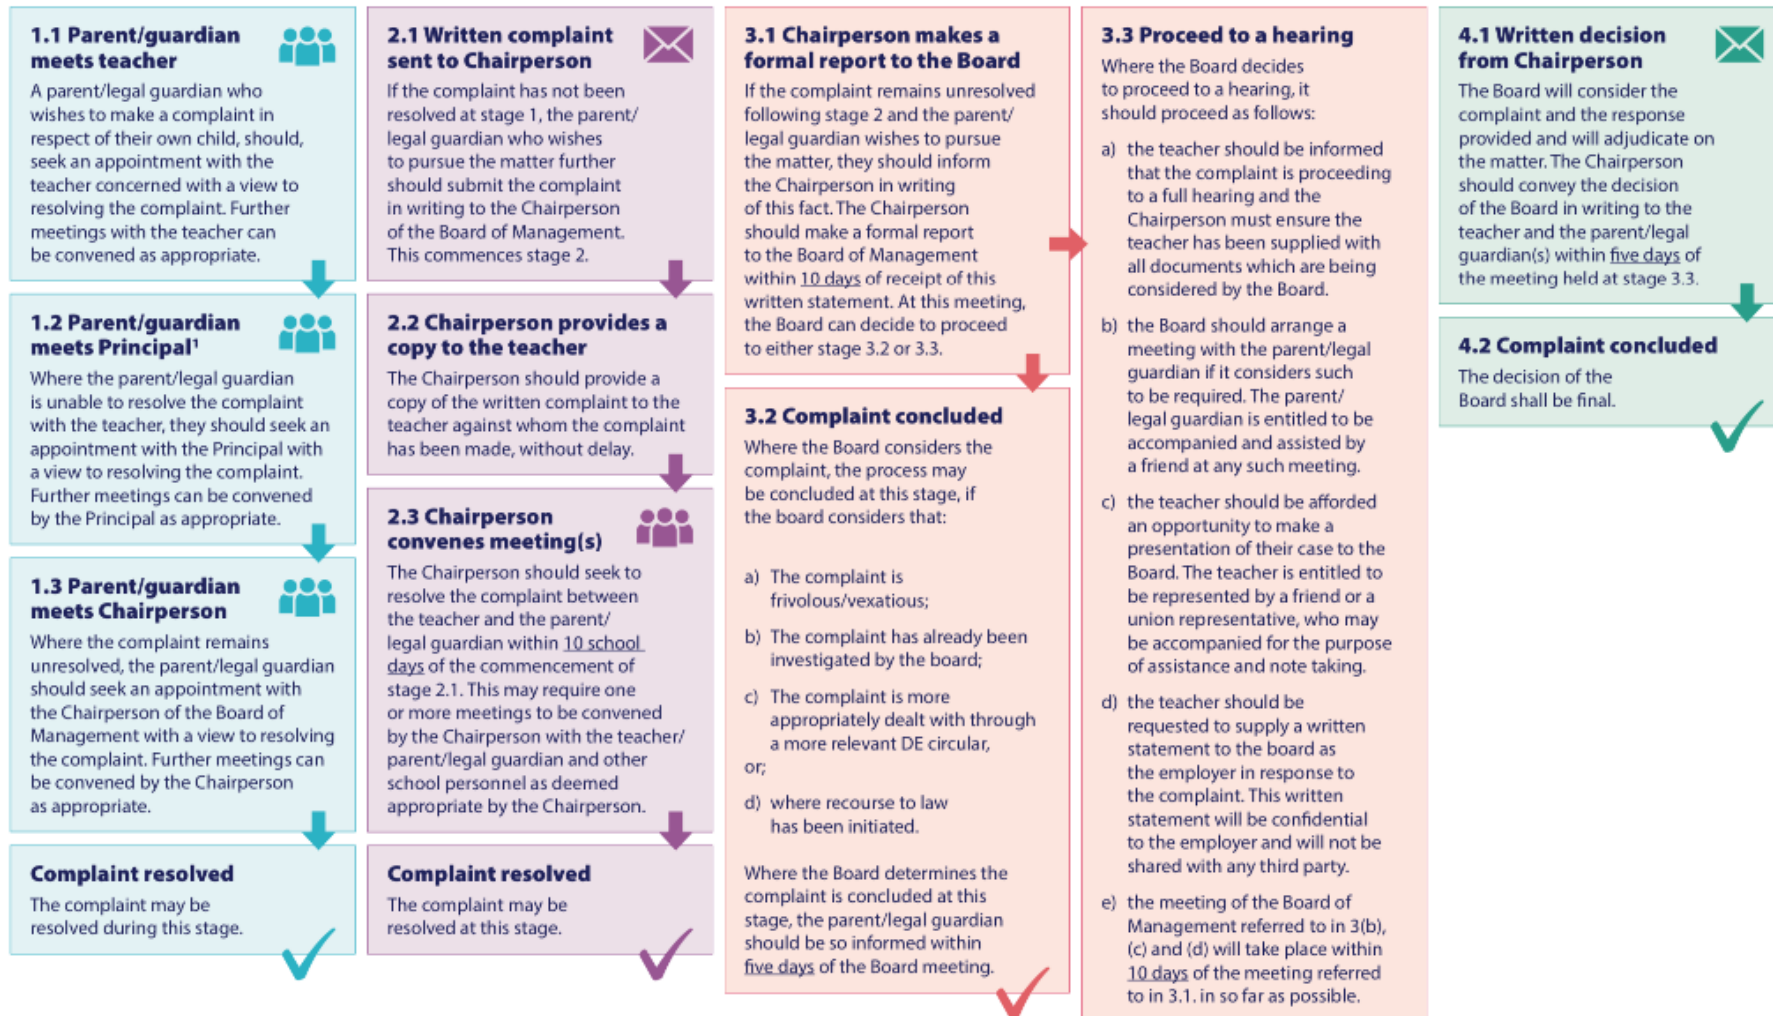 1.1 Parent/guardian
meets teacher
A parent/legal guardian who
wishes to make a complaint in
respect of their own child, should,
seek an appointment with the
teacher concerned with a view to
resolving the complaint. Further
meetings with the teacher can
be convened as appropriate.
1.2 Parent/guardian
meets Principal¹
Where the parent/legal guardian
is unable to resolve the complaint
with the teacher, they should seek an
appointment with the Principal with
a view to resolving the complaint.
Further meetings can be convened
by the Principal as appropriate.
1.3 Parent/guardian
meets Chairperson
Where the complaint remains
unresolved, the parent/legal guardian
should seek an appointment with
the Chairperson of the Board of
Management with a view to resolving
the complaint. Further meetings can
be convened by the Chairperson
as appropriate.
Complaint resolved
The complaint may be
resolved during this stage.
2.1 Written complaint
sent to Chairperson
If the complaint has not been
resolved at stage 1, the parent/
legal guardian who wishes
to pursue the matter further
should submit the complaint
in writing to the Chairperson
of the Board of Management.
This commences stage 2.
2.2 Chairperson provides a
copy to the teacher
The Chairperson should provide a
copy of the written complaint to the
teacher against whom the complaint
has been made, without delay.
2.3 Chairperson
convenes meeting(s)
The Chairperson should seek to
resolve the complaint between
the teacher and the parent/
legal guardian within 10 school
days of the commencement of
stage 2.1. This may require one
or more meetings to be convened
by the Chairperson with the teacher/
parent/legal guardian and other
school personnel as deemed
appropriate by the Chairperson.
Complaint resolved
The complaint may be
resolved at this stage.
3.1 Chairperson makes a
formal report to the Board
If the complaint remains unresolved
following stage 2 and the parent/
legal guardian wishes to pursue
the matter, they should inform
the Chairperson in writing
of this fact. The Chairperson
should make a formal report
to the Board of Management
within 10 days of receipt of this
written statement. At this meeting,
the Board can decide to proceed
to either stage 3.2 or 3.3.
3.2 Complaint concluded
Where the Board considers the
complaint, the process may
be concluded at this stage, if
the board considers that:
a) The complaint is
frivolous/vexatious;
b) The complaint has already been
investigated by the board;
c) The complaint is more
appropriately dealt with through
a more relevant DE circular,
or;
d) where recourse to law
has been initiated.
Where the Board determines the
complaint is concluded at this
stage, the parent/legal guardian
should be so informed within
five days of the Board meeting.
3.3 Proceed to a hearing
Where the Board decides
to proceed to a hearing, it
should proceed as follows:
a) the teacher should be informed
that the complaint is proceeding
to a full hearing and the
Chairperson must ensure the
teacher has been supplied with
all documents which are being
considered by the Board.
b) the Board should arrange a
meeting with the parent/legal
guardian if it considers such
to be required. The parent/
legal guardian is entitled to be
accompanied and assisted by
a friend at any such meeting.
c) the teacher should be afforded
an opportunity to make a
presentation of their case to the
Board. The teacher is entitled to
be represented by a friend or a
union representative, who may
be accompanied for the purpose
of assistance and note taking.
d) the teacher should be
requested to supply a written
statement to the board as
the employer in response to
the complaint. This written
statement will be confidential
to the employer and will not be
shared with any third party.
e) the meeting of the Board of
Management referred to in 3(b),
(c) and (d) will take place within
10 days of the meeting referred
to in 3.1. in so far as possible.
4.1 Written decision
from Chairperson
The Board will consider the
complaint and the response
provided and will adjudicate on
the matter. The Chairperson
should convey the decision
of the Board in writing to the
teacher and the parent/legal
guardian(s) within five days of
the meeting held at stage 3.3.
4.2 Complaint concluded
The decision of the
Board shall be final.